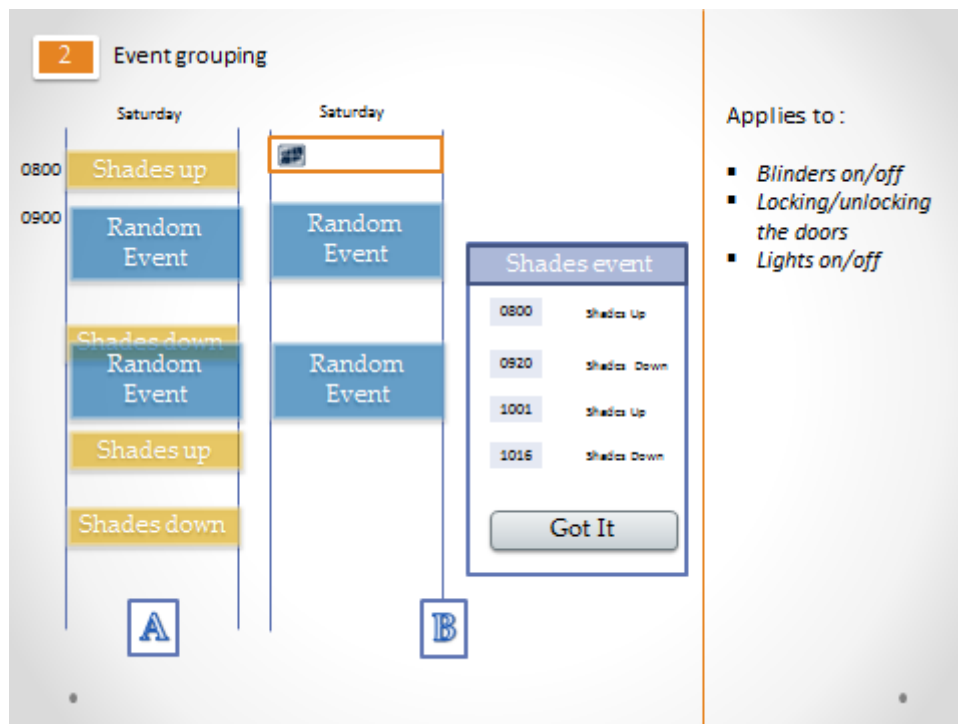 2
Event grouping
Saturday
0800
Shades up
0900
Random
Event
Shades down
Random
Event
Shades up
Shades down
A
Saturday
Random
Event
Random
Event
B
Shades event
0800 Shades Up
0920 Shades Down
1001 Shades Up
1016 Shades Down
Got It
Applies to :
▪ Blinders on/off
▪ Locking/unlocking
the doors
▪ Lights on/off